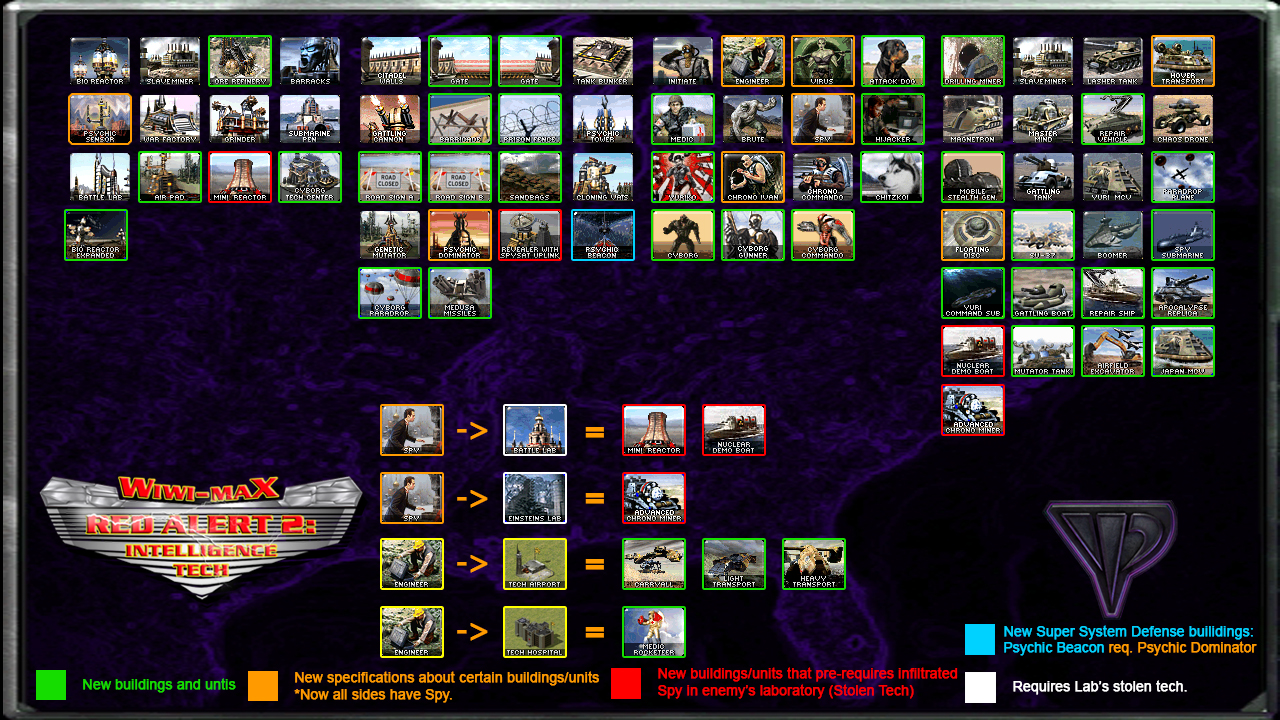 BIO REACTOR
SLAVE MINER
ORE REFINERY
BARRACKS
CITADEL
WALLS
GATE
GATE
TANK BUNKER
INITIATE
ENGINEER
VIRUS
ATTACK DOG
DRILLING MINER
SLAVE MINER
LASHER TANK
HOVER
TRANSPORT
PSYCHIC
SENSOR
WAR FACTORY
GRINDER
SUBMARINE
PEN
GATTLING
CANNON
BARRICADE
PRISON FENCE
PSYCHIC
TOWER
MEDIC
BRUTE
SPY
HIJACKER
MAGNETRON
MASTER
MIND
REPAIR
VEHICLE
CHAOS DRONE
BATTLE LAB
AIR PAD
MINI REACTOR
CYBORG
TECH CENTER
ROAD
CLOSED
ROAD SIGN A
ROAD
CLOSED
ROAD SIGN B
SANDBAGS
CLONING VATS
YURIKO
CHRONO IVAN
CHRONO
COMMANDO
CHITZKOI
MOBILE
STEALTH GEN.
GATTLING
TANK
YURI MCV
PARADROP
PLANE
BIO REACTOR
EXPANDED
GENETIC
MUTATOR
PSYCHIC
DOMINATOR
REVEALER WITH
SPYSAT UPLINK
PSYCHIC
BEACON
CYBORG
CYBORG
GUNNER
CYBORG
COMMANDO
FLOATING
DISC
SU-37
BOOMER
SPY
SUBMARINE
CYBORG
PARADROP
MEDUSA
MISSILES
YURI
COMMAND SUB
GATTLING BOAT
REPAIR SHIP
APOCALYPSE
REPLICA
NUCLEAR
DEMO BOAT
MUTATOR TANK
AIRFIELD
EXCAVATOR
JAPAN MCV
ADVANCED
CHRONO MINER
SPY
->
BATTLE LAB
=
MINI REACTOR
NUCLEAR
DEMO BOAT
SPY
->
EINSTEINS LAB
=
ADVANCED
CHRONO MINER
ENGINEER
->
TECH AIRPORT
=
CARRYALL
LIGHT
TRANSPORT
HEAVY
TRANSPORT
ENGINEER
->
TECH HOSPITAL
=
MEDIC
ROCKETEER
WIWI-MAX
RED ALERT 2:
INTELLIGENCE
TECH
New Super System Defense builidings:
Psychic Beacon req. Psychic Dominator
New buildings and untis
New specifications about certain buildings/units
*Now all sides have Spy.
New buildings/units that pre-requires infiltrated
Spy in enemy's laboratory (Stolen Tech)
Requires Lab's stolen tech.